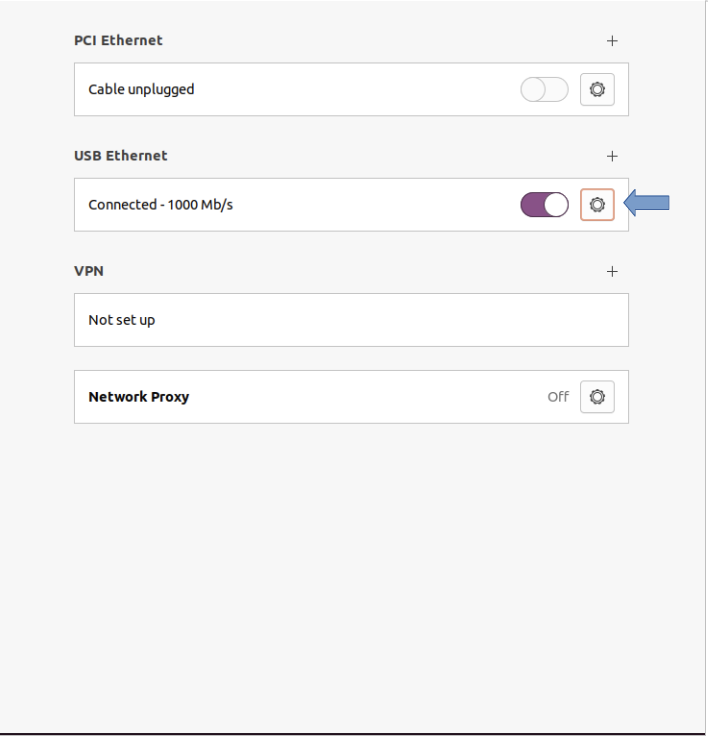 PCI Ethernet
Cable unplugged
USB Ethernet
Connected - 1000 Mb/s
VPN
Not set up
Network Proxy Off